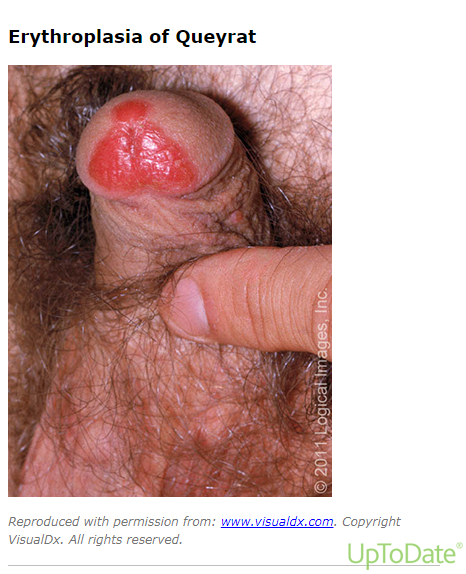 Erythroplasia of Queyrat
© 2011 Logical Images, Inc.
Reproduced with permission from: www.visualdx.com. Copyright
VisualDx. All rights reserved.
UpToDate®